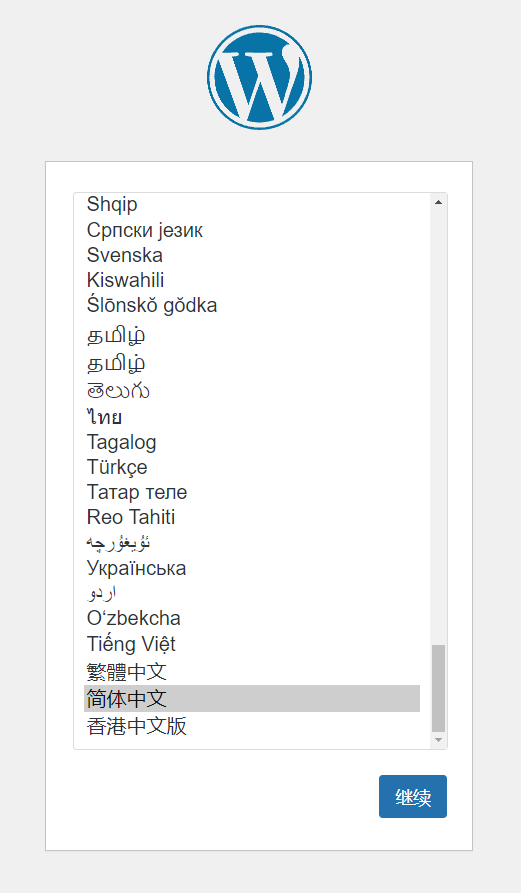 Shqip
Српски језик
Svenska
Kiswahili
Ślōnskŏ gŏdka
தமிழ்
தமிழ்
తెలుగు
ไทย
Tagalog
Türkçe
Татар теле
Reo Tahiti
ئۇيغۇرچە
Українська
اردو
O‘zbekcha
Tiếng Việt
繁體中文
简体中文
香港中文版
继续